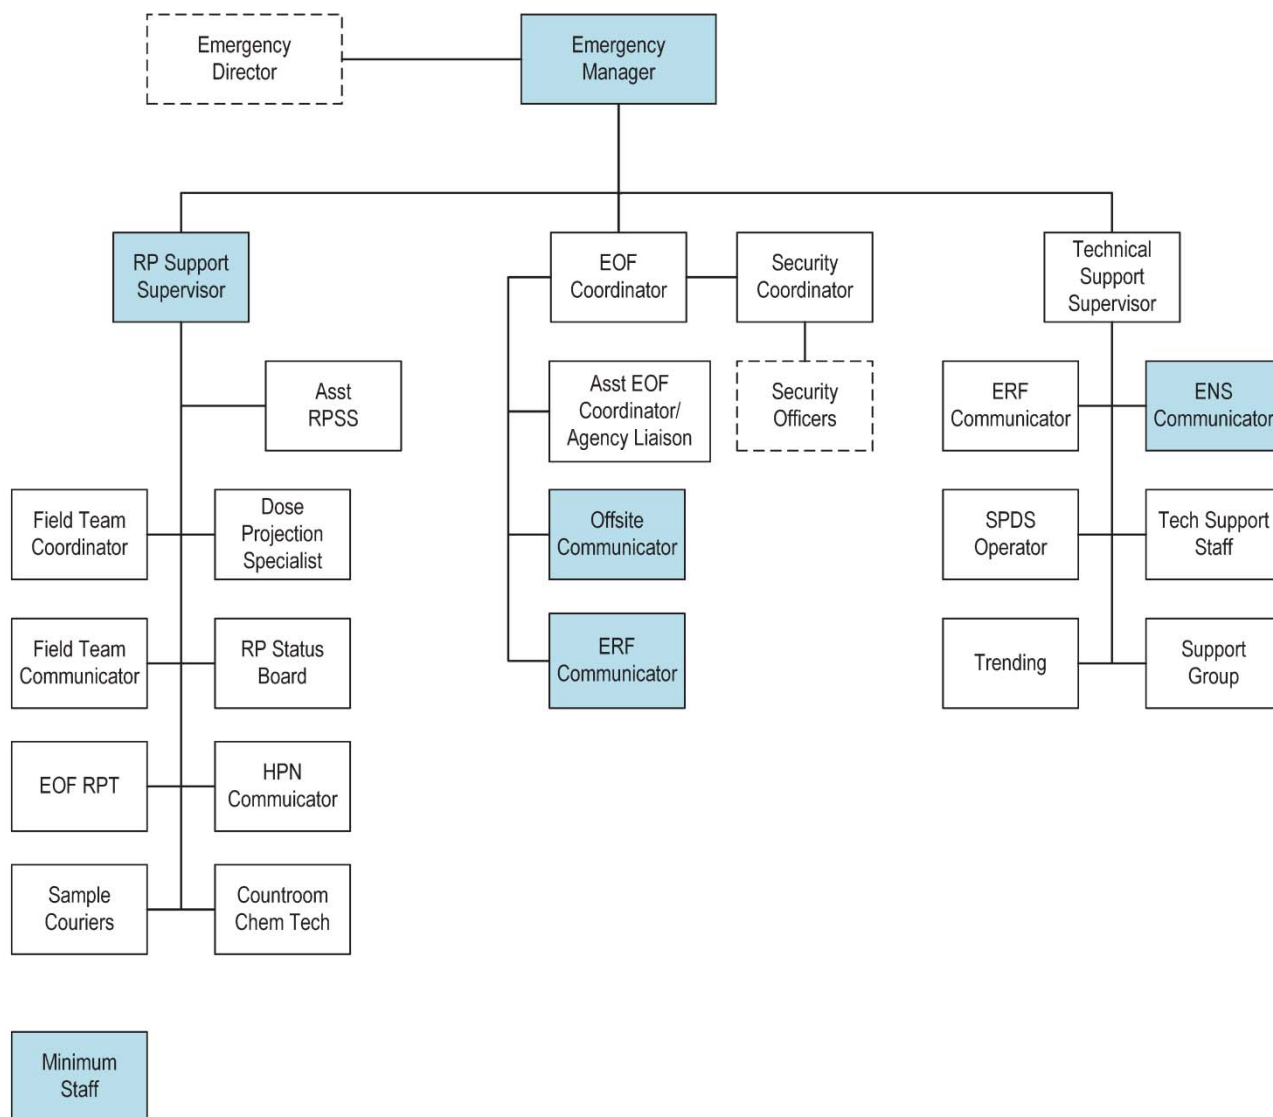 Emergency
Director
Emergency
Manager
RP Support
Supervisor
EOF
Coordinator
Security
Coordinator
Technical
Support
Supervisor
Asst
RPSS
Asst EOF
Coordinator/
Agency Liaison
Security
Officers
ERF
Communicator
ENS
Communicator
Field Team
Coordinator
Dose
Projection
Specialist
Offsite
Communicator
SPDS
Operator
Tech Support
Staff
Field Team
Communicator
RP Status
Board
ERF
Communicator
Trending
Support
Group
EOF RPT
HPN
Commuicator
Sample
Couriers
Countroom
Chem Tech
Minimum
Staff